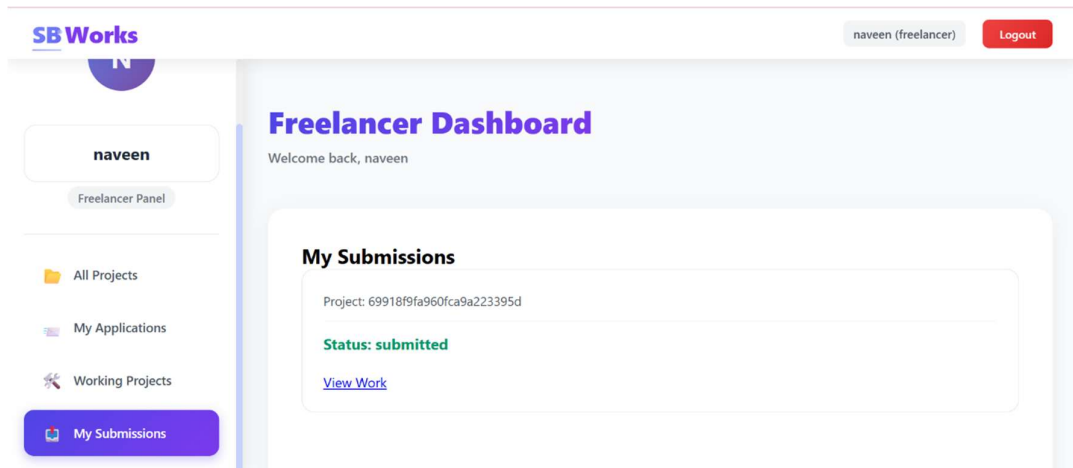 SB Works
naveen (freelancer)
Logout
N
naveen
Freelancer Panel
All Projects
My Applications
Working Projects
My Submissions
Freelancer Dashboard
Welcome back, naveen
My Submissions
Project: 69918f9fa960fca9a223395d
Status: submitted
View Work